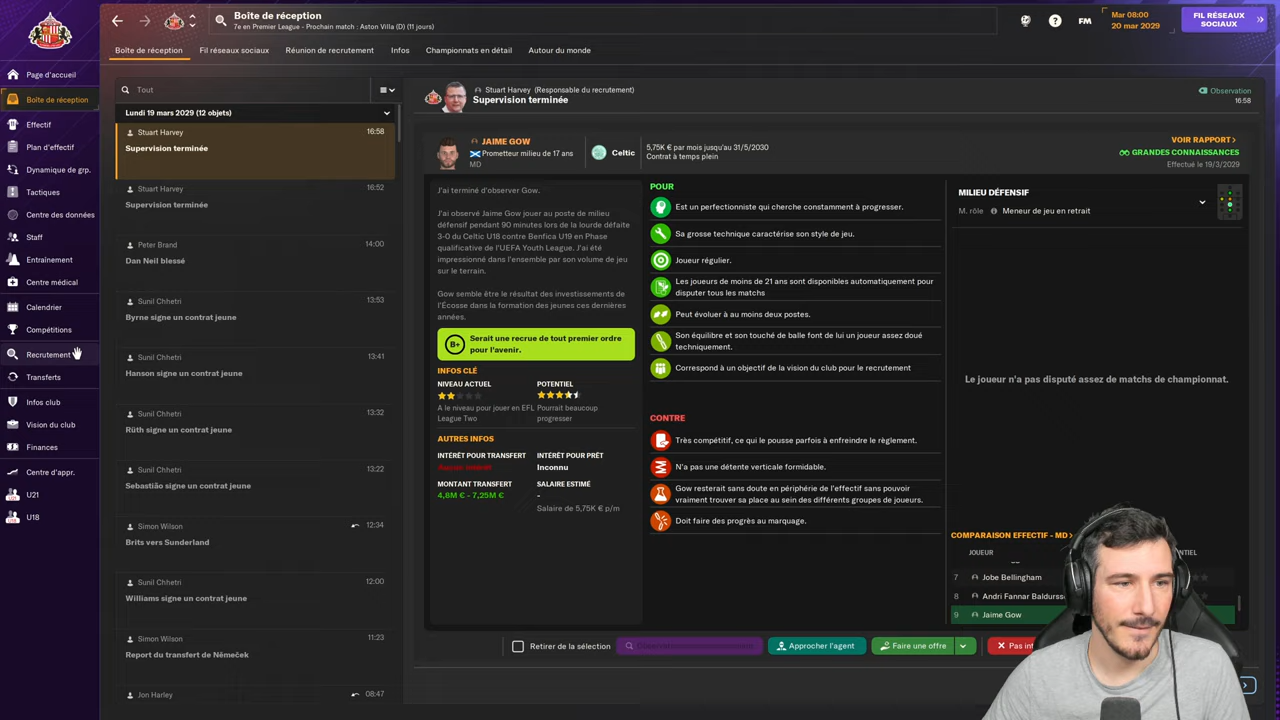 Boîte de réception
7e en Premier League - Prochain match : Aston Villa (D) (11 jours)
FM
Mar 08:00
20 mar 2029
FIL RÉSEAUX
SOCIAUX
Boîte de réception
Fil réseaux sociaux
Réunion de recrutement
Infos
Championnats en détail
Autour du monde
Page d'accueil
Boîte de réception
Effectif
Plan d'effectif
Dynamique de grp.
Tactiques
Centre des données
Staff
Entraînement
Centre médical
Calendrier
Compétitions
Recrutement
Transferts
Infos club
Vision du club
Finances
Centre d'appr.
U21
U18
Tout
Lundi 19 mars 2029 (12 objets)
Stuart Harvey
16:58
Supervision terminée
Stuart Harvey
16:52
Supervision terminée
Peter Brand
14:00
Dan Neil blessé
Sunil Chhetri
13:53
Byrne signe un contrat jeune
Sunil Chhetri
13:41
Hanson signe un contrat jeune
Sunil Chhetri
13:32
Rüth signe un contrat jeune
Sunil Chhetri
13:22
Sebastião signe un contrat jeune
Simon Wilson
12:34
Brits vers Sunderland
Sunil Chhetri
12:00
Williams signe un contrat jeune
Simon Wilson
11:23
Report du transfert de Němeček
Jon Harley
08:47
Stuart Harvey (Responsable du recrutement)
Supervision terminée
Observation
16:58
JAIME GOW
Prometteur milieu de 17 ans
MD
Celtic
5,75K € par mois jusqu'au 31/5/2030
Contrat à temps plein
VOIR RAPPORT >
GRANDES CONNAISSANCES
Effectué le 19/3/2029
J'ai terminé d'observer Gow.
J'ai observé Jaime Gow jouer au poste de milieu
défensif pendant 90 minutes lors de la lourde défaite
3-0 du Celtic U18 contre Benfica U19 en Phase
qualificative de l'UEFA Youth League. J'ai été
impressionné dans l'ensemble par son volume de jeu
sur le terrain.
Gow semble être le résultat des investissements de
l'Écosse dans la formation des jeunes ces dernières
années.
B+
Serait une recrue de tout premier ordre
pour l'avenir.
INFOS CLÉ
NIVEAU ACTUEL
A le niveau pour jouer en EFL
League Two
POTENTIEL
Pourrait beaucoup
progresser
AUTRES INFOS
INTÉRÊT POUR TRANSFERT
Aucun intérêt
INTÉRÊT POUR PRÊT
Inconnu
MONTANT TRANSFERT
4,8M € - 7,25M €
SALAIRE ESTIMÉ
-
Salaire de 5,75K € p/m
POUR
Est un perfectionniste qui cherche constamment à progresser.
Sa grosse technique caractérise son style de jeu.
Joueur régulier.
Les joueurs de moins de 21 ans sont disponibles automatiquement pour
disputer tous les matchs
Peut évoluer à au moins deux postes.
Son équilibre et son touché de balle font de lui un joueur assez doué
techniquement.
Correspond à un objectif de la vision du club pour le recrutement
CONTRE
Très compétitif, ce qui le pousse parfois à enfreindre le règlement.
N'a pas une détente verticale formidable.
Gow resterait sans doute en périphérie de l'effectif sans pouvoir
vraiment trouver sa place au sein des différents groupes de joueurs.
Doit faire des progrès au marquage.
MILIEU DÉFENSIF
M. rôle
Meneur de jeu en retrait
Le joueur n'a pas disputé assez de matchs de championnat.
COMPARAISON EFFECTIF - MD >
JOUEUR
7 Jobe Bellingham
8 Andri Fannar Baldurss
9 Jaime Gow
Retirer de la sélection
Approcher l'agent
Faire une offre
Pas int